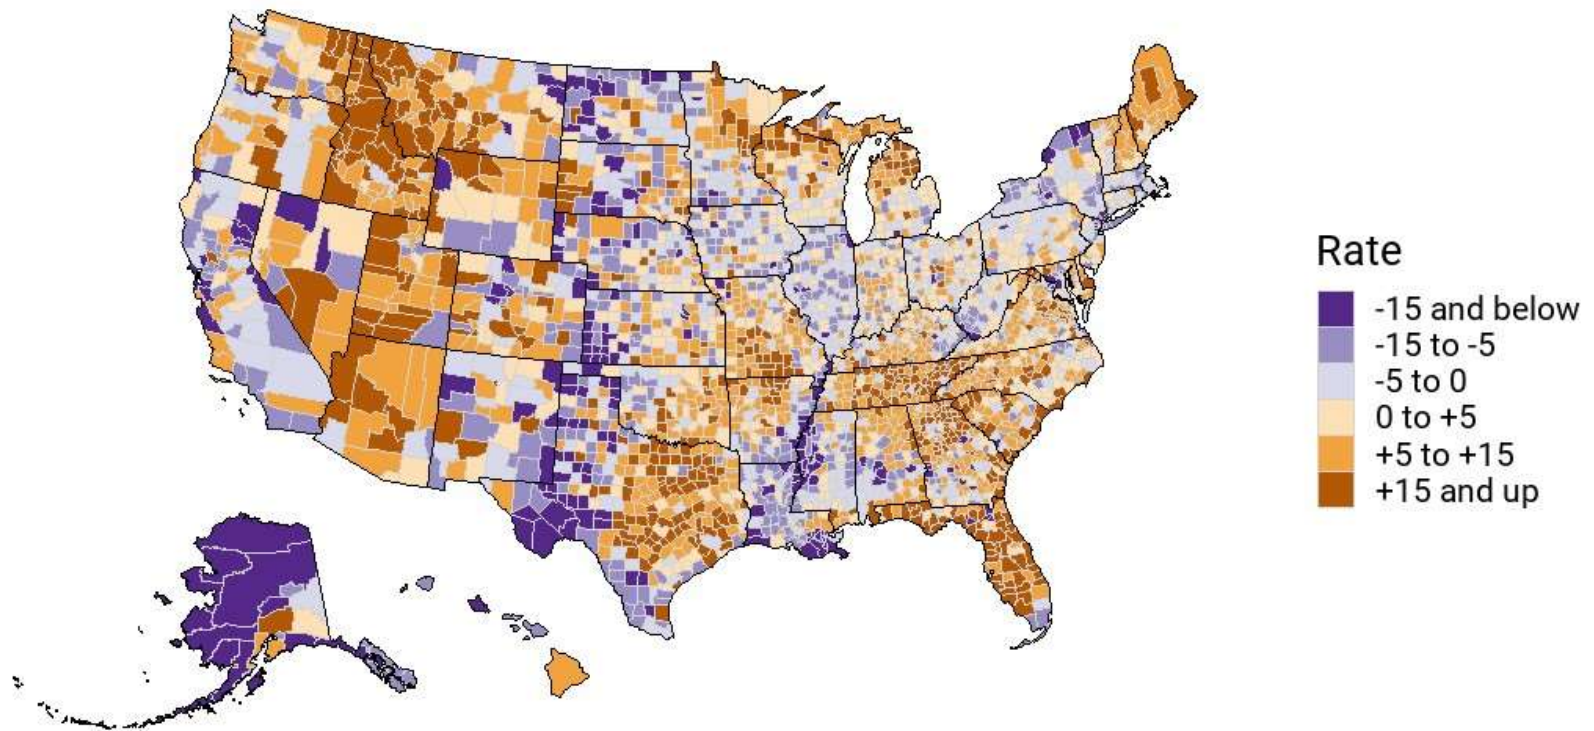 Rate
-15 and below
-15 to -5
-5 to 0
0 to +5
+5 to +15
+15 and up